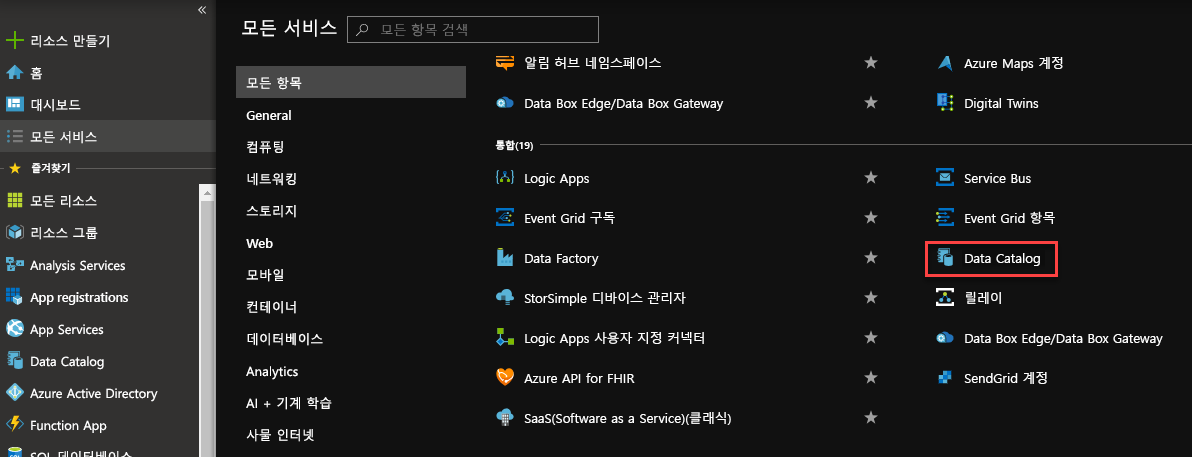 «
리소스 만들기
홈
대시보드
모든 서비스
즐겨찾기
모든 리소스
리소스 그룹
Analysis Services
App registrations
App Services
Data Catalog
Azure Active Directory
Function App
SQL 데이터베이스
모든 서비스
모든 항목 검색
모든 항목
General
컴퓨팅
네트워킹
스토리지
Web
모바일
컨테이너
데이터베이스
Analytics
AI + 기계 학습
사물 인터넷
알림 허브 네임스페이스
Azure Maps 계정
Data Box Edge/Data Box Gateway
Digital Twins
통합(19)
Logic Apps
Service Bus
Event Grid 구독
Event Grid 항목
Data Factory
Data Catalog
StorSimple 디바이스 관리자
릴레이
Logic Apps 사용자 지정 커넥터
Data Box Edge/Data Box Gateway
Azure API for FHIR
SendGrid 계정
SaaS(Software as a Service)(클래식)